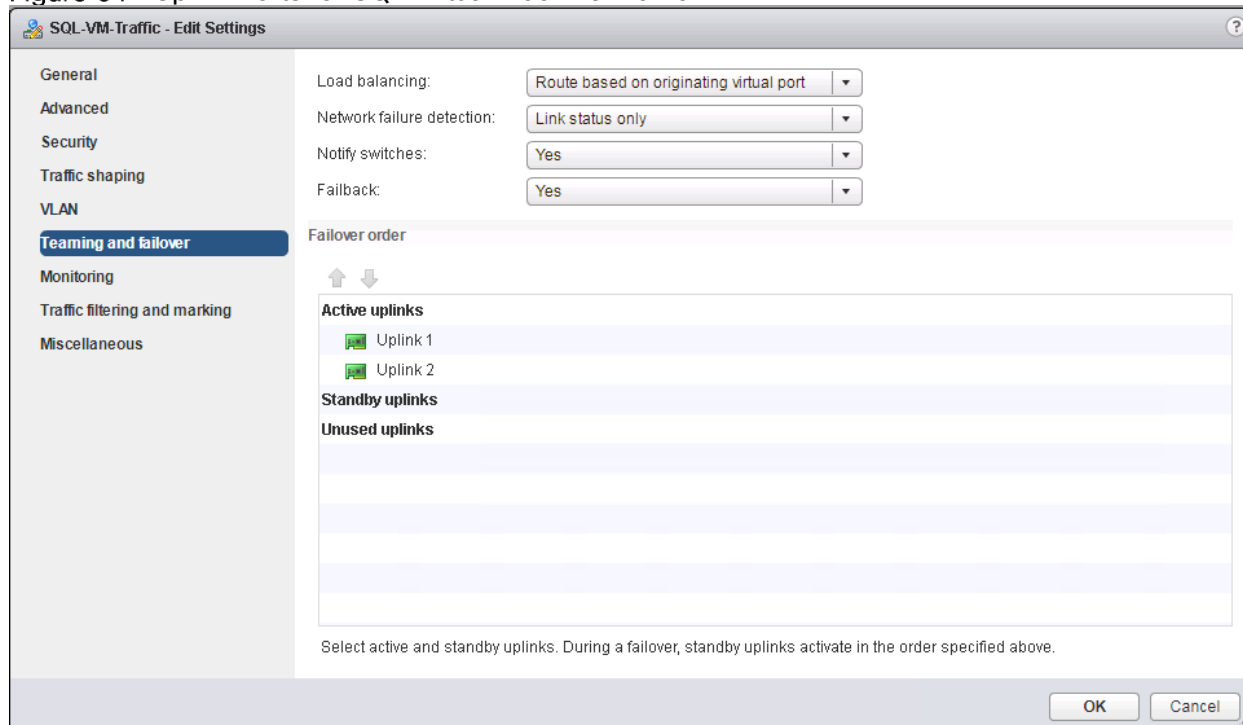 SQL-VM-Traffic - Edit Settings
?
General
Advanced
Security
Traffic shaping
VLAN
Teaming and failover
Monitoring
Traffic filtering and marking
Miscellaneous
Load balancing: Route based on originating virtual port
Network failure detection: Link status only
Notify switches: Yes
Failback: Yes
Failover order
Active uplinks
Uplink 1
Uplink 2
Standby uplinks
Unused uplinks
Select active and standby uplinks. During a failover, standby uplinks activate in the order specified above.
OK Cancel